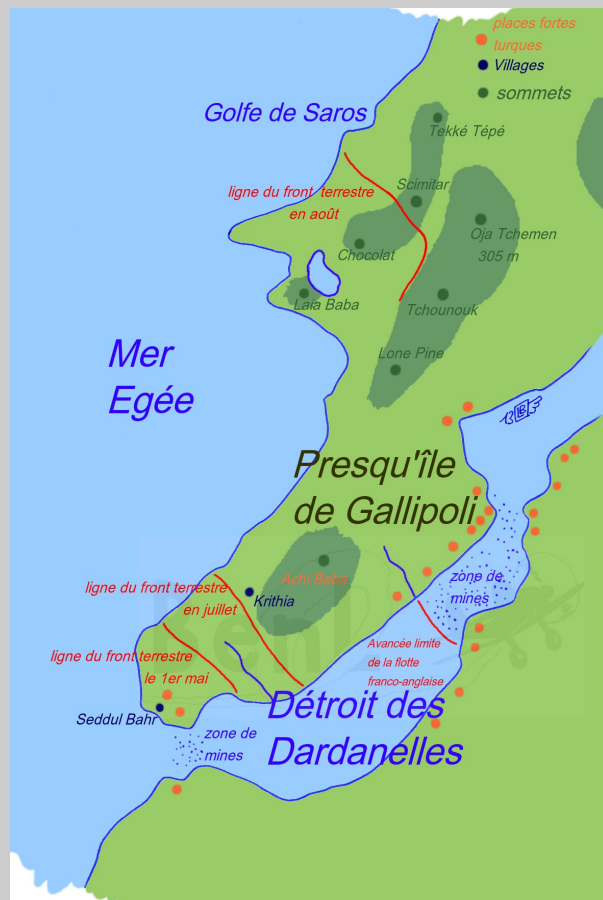 places fortes
turques
Villages
sommets
Golfe de Saros
Tekké Tépé
ligne du front terrestre
en août
Scimitar
Oja Tchemen
305 m
Chocolat
Laia Baba
Tchounouk
Mer
Egée
Lone Pine
Presqu'île
de Gallipoli
Achi Baba
zone de
mines
ligne du front terrestre
en juillet
Krithia
Avancée limite
de la flotte
franco-anglaise
ligne du front terrestre
le 1er mai
Seddul Bahr
Détroit des
Dardanelles
zone de
mines